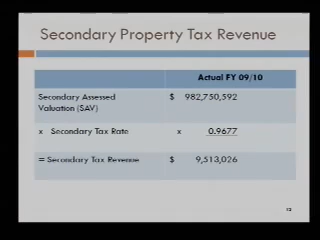 Secondary Property Tax Revenue
Actual FY 09/10
Secondary Assessed Valuation (SAV) $ 982,750,592
x Secondary Tax Rate x 0.9677
= Secondary Tax Revenue $ 9,513,026